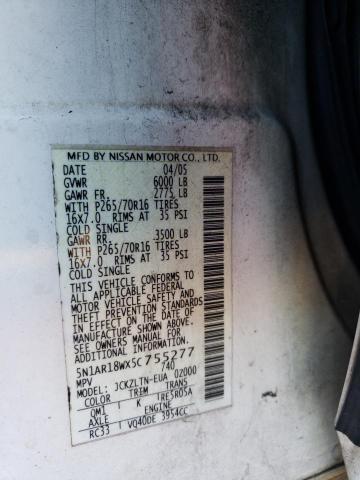 MFD BY NISSAN MOTOR CO., LTD.
DATE 04/05
GVWR 6000 LB
GAWR FR. 2775 LB
WITH P265/70R16 TIRES
16X7.0 RIMS AT 35 PSI
COLD SINGLE
GAWR RR. 3500 LB
WITH P265/70R16 TIRES
16X7.0 RIMS AT 35 PSI
COLD SINGLE
THIS VEHICLE CONFORMS TO
ALL APPLICABLE FEDERAL
MOTOR VEHICLE SAFETY AND
THEFT PREVENTION STANDARDS
IN EFFECT ON THE DATE OF
MANUFACTURE SHOWN ABOVE.
SEE OWNERS MANUAL FOR
ADDITIONAL INFORMATION.
5N1AR18WX5C755277
MPV 740
MODEL: JCKZLTN-EUA 02000
COLOR TRIM TRANS
QM1 K TRE5R05A
AXLE ENGINE
RC33 VQ40DE 3954CC